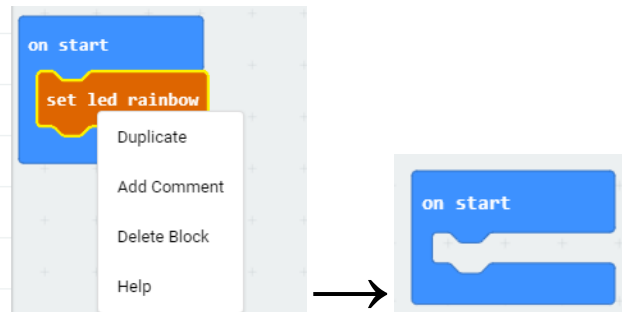 on start
set led rainbow
Duplicate
Add Comment
Delete Block
Help
on start